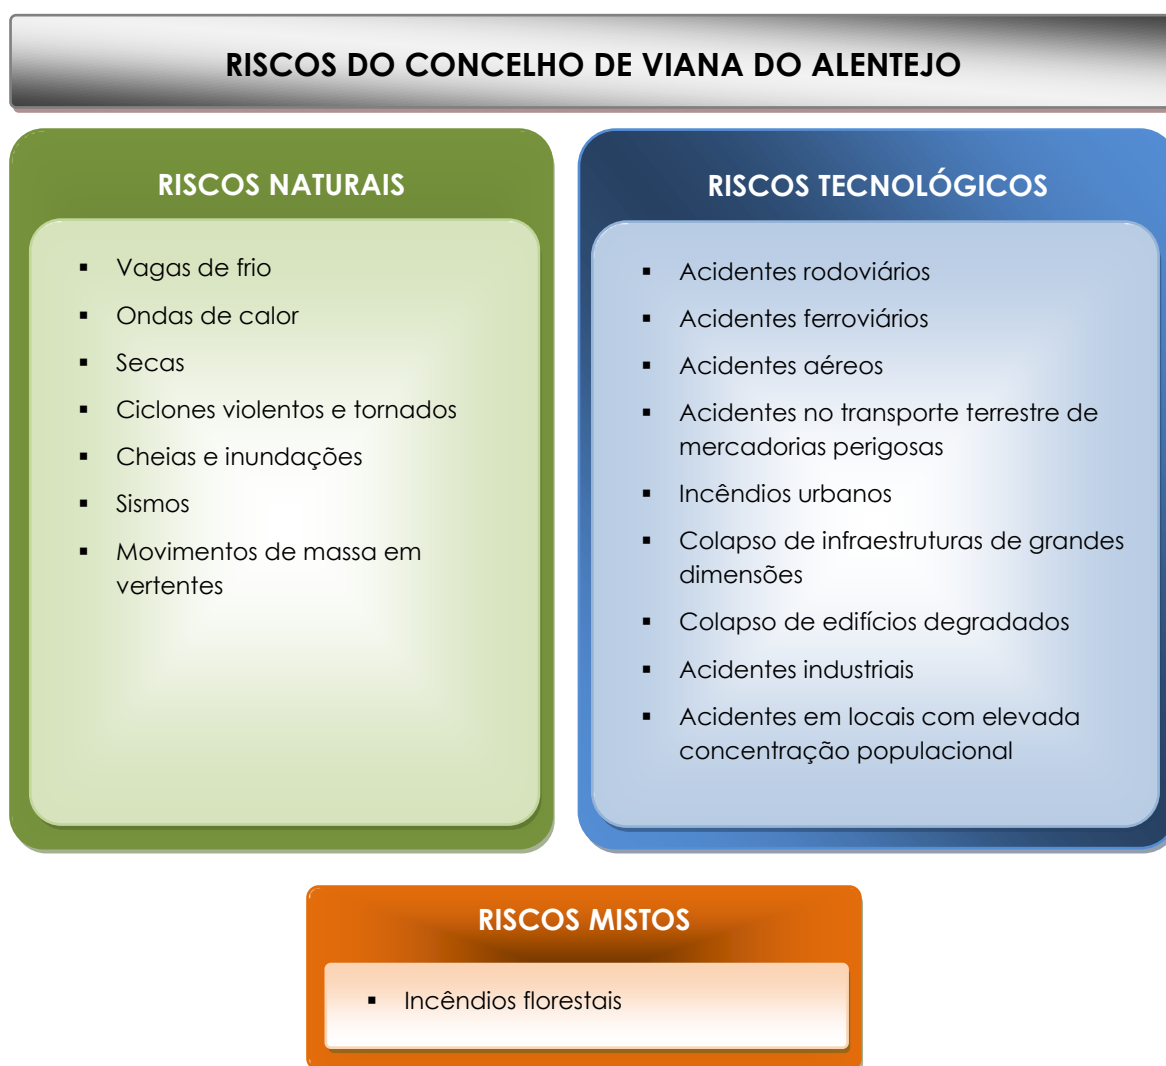 RISCOS DO CONCELHO DE VIANA DO ALENTEJO
RISCOS NATURAIS
▪ Vagas de frio
▪ Ondas de calor
▪ Secas
▪ Ciclones violentos e tornados
▪ Cheias e inundações
▪ Sismos
▪ Movimentos de massa em
vertentes
RISCOS TECNOLÓGICOS
▪ Acidentes rodoviários
▪ Acidentes ferroviários
▪ Acidentes aéreos
▪ Acidentes no transporte terrestre de
mercadorias perigosas
▪ Incêndios urbanos
▪ Colapso de infraestruturas de grandes
dimensões
▪ Colapso de edifícios degradados
▪ Acidentes industriais
▪ Acidentes em locais com elevada
concentração populacional
RISCOS MISTOS
▪ Incêndios florestais